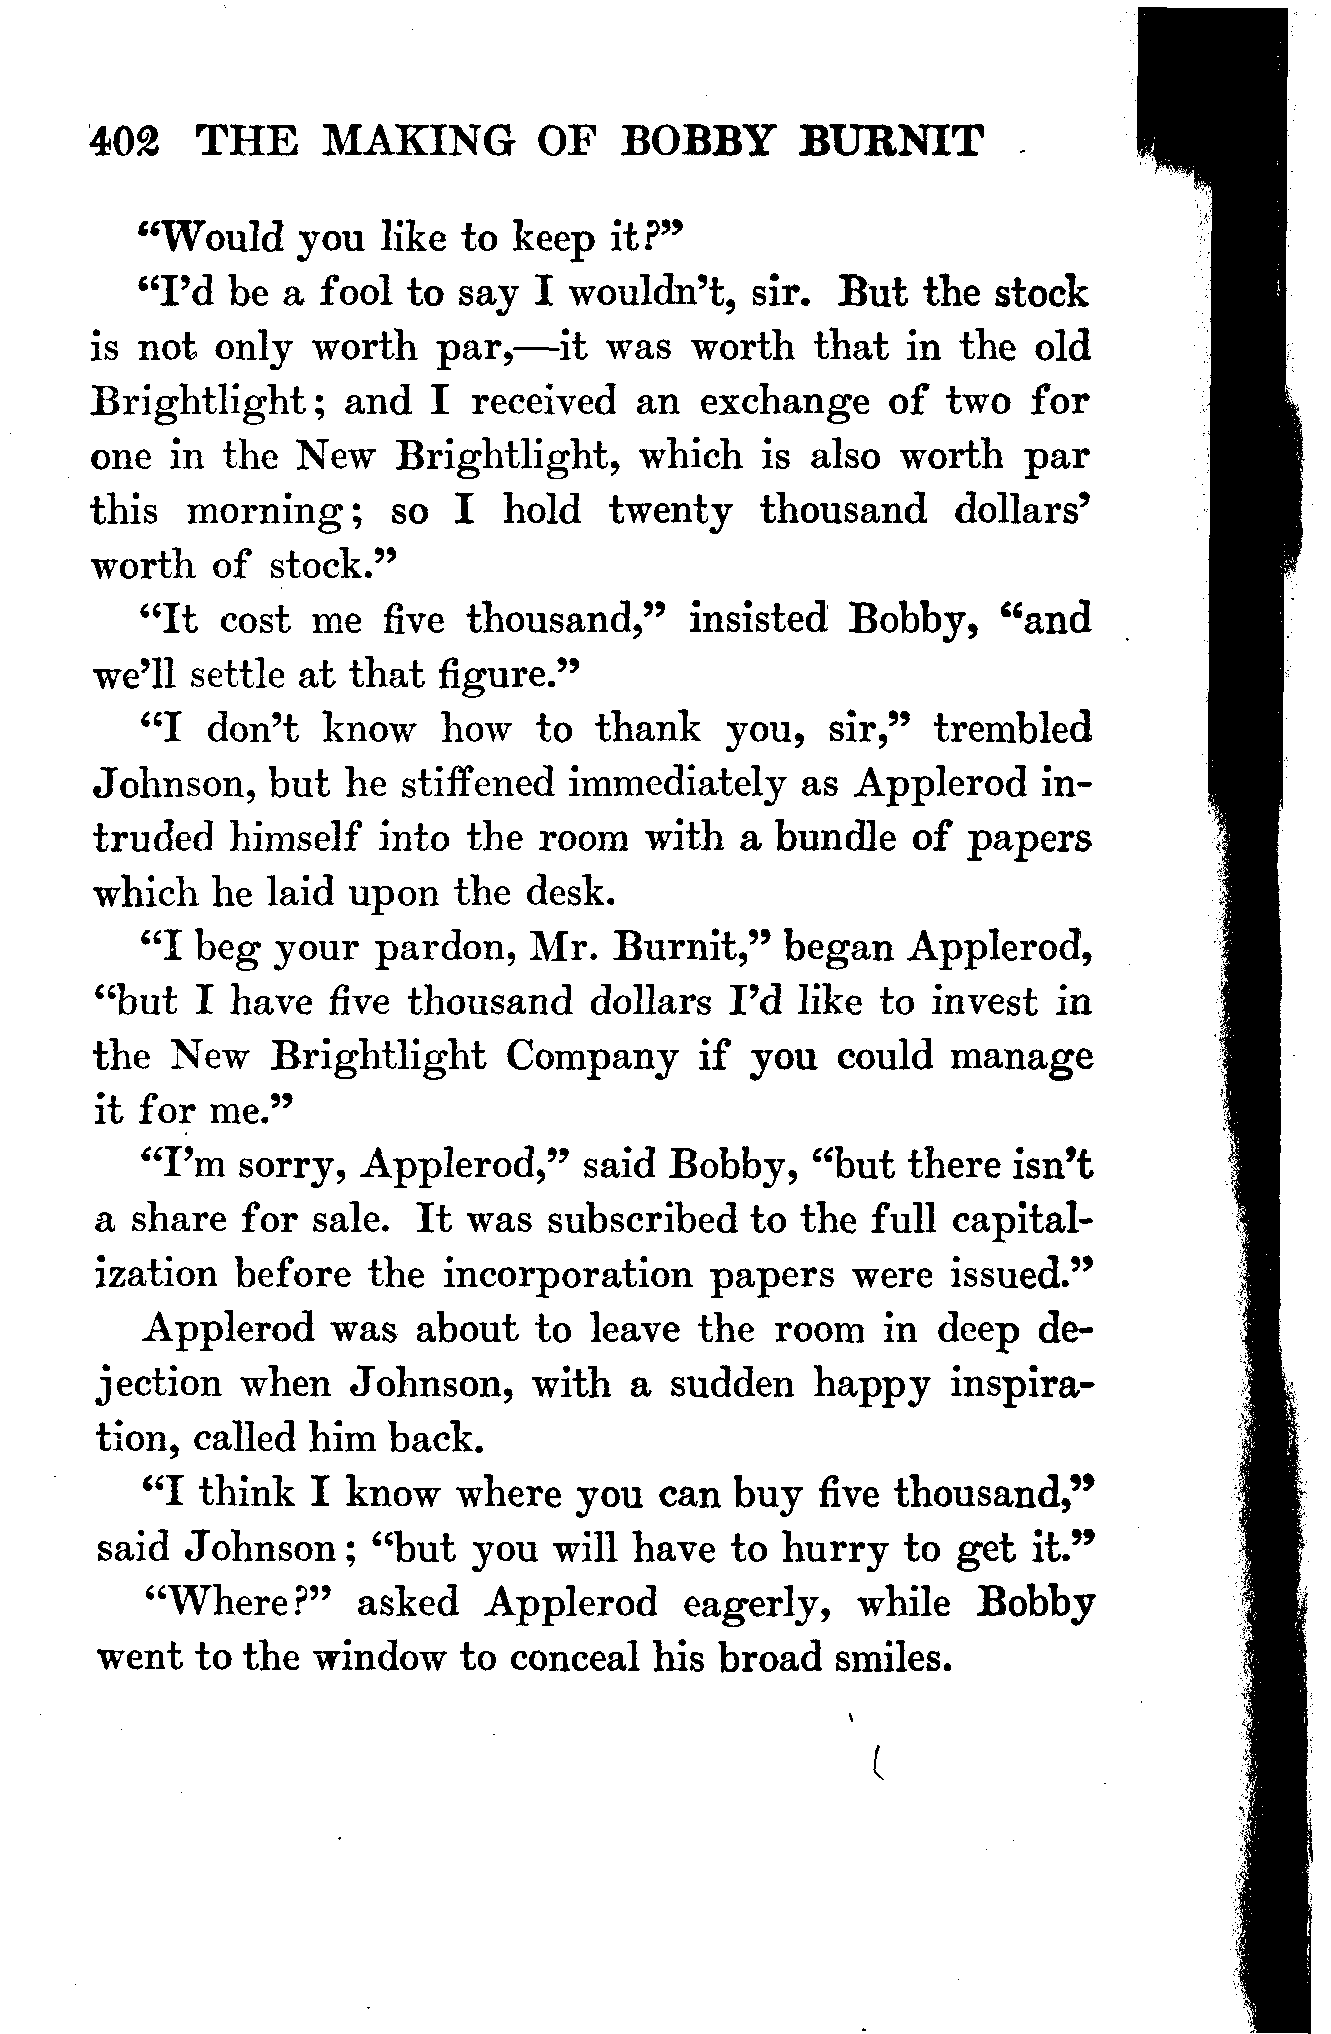 402 THE MAKING OF BOBBY BURNIT
“Would you like to keep it?”
“I’d be a fool to say I wouldn’t, sir. But the stock
is not only worth par,—it was worth that in the old
Brightlight; and I received an exchange of two for
one in the New Brightlight, which is also worth par
this morning; so I hold twenty thousand dollars’
worth of stock.”
“It cost me five thousand,” insisted Bobby, “and
we’ll settle at that figure.”
“I don’t know how to thank you, sir,” trembled
Johnson, but he stiffened immediately as Applerod in-
truded himself into the room with a bundle of papers
which he laid upon the desk.
“I beg your pardon, Mr. Burnit,” began Applerod,
“but I have five thousand dollars I’d like to invest in
the New Brightlight Company if you could manage
it for me.”
“I’m sorry, Applerod,” said Bobby, “but there isn’t
a share for sale. It was subscribed to the full capital-
ization before the incorporation papers were issued.”
Applerod was about to leave the room in deep de-
jection when Johnson, with a sudden happy inspira-
tion, called him back.
“I think I know where you can buy five thousand,”
said Johnson; “but you will have to hurry to get it.”
“Where?” asked Applerod eagerly, while Bobby
went to the window to conceal his broad smiles.